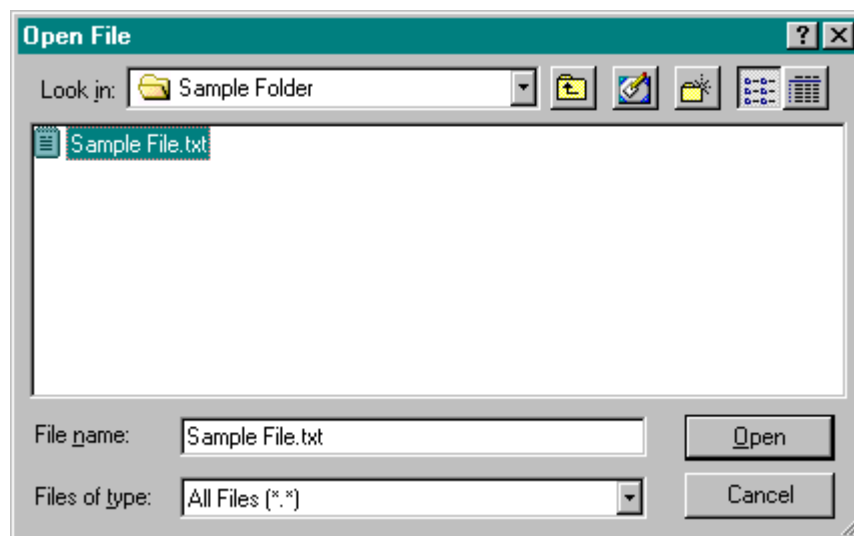 Open File
Look in: Sample Folder
Sample File.txt
File name: Sample File.txt Open
Files of type: All Files (*.*) Cancel